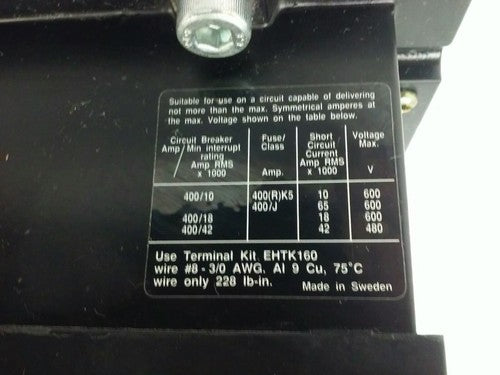 Suitable for use on a circuit capable of delivering
not more than the max. Symmetrical amperes at
the max. Voltage shown on the table below.
Circuit Breaker Fuse/ Short Voltage
Amp/Min interrupt Class Circuit Max.
rating Current
Amp RMS Amp RMS
x 1000 Amp. x 1000 V
400/10 400(R)K5 10 600
400/J 65 600
400/18 18 600
400/42 42 480
Use Terminal Kit. EHTK160
wire #8 - 3/0 AWG, Al 9 Cu, 75°C
wire only 228 lb-in. Made in Sweden